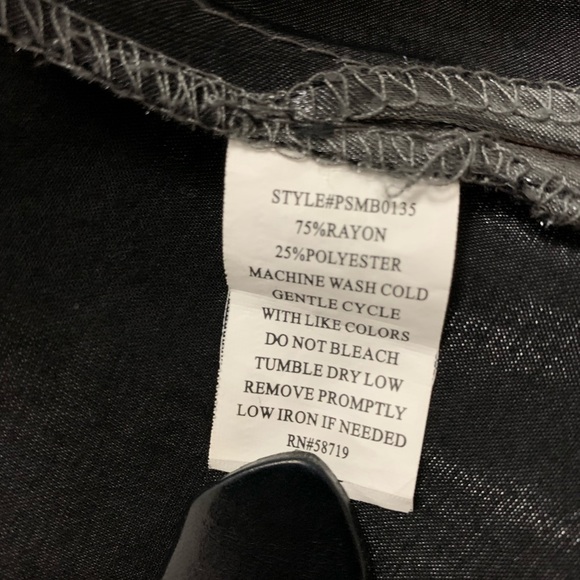 STYLE#PSMB0135
75%RAYON
25%POLYESTER
MACHINE WASH COLD
GENTLE CYCLE
WITH LIKE COLORS
DO NOT BLEACH
TUMBLE DRY LOW
REMOVE PROMPTLY
LOW IRON IF NEEDED
RN#58719